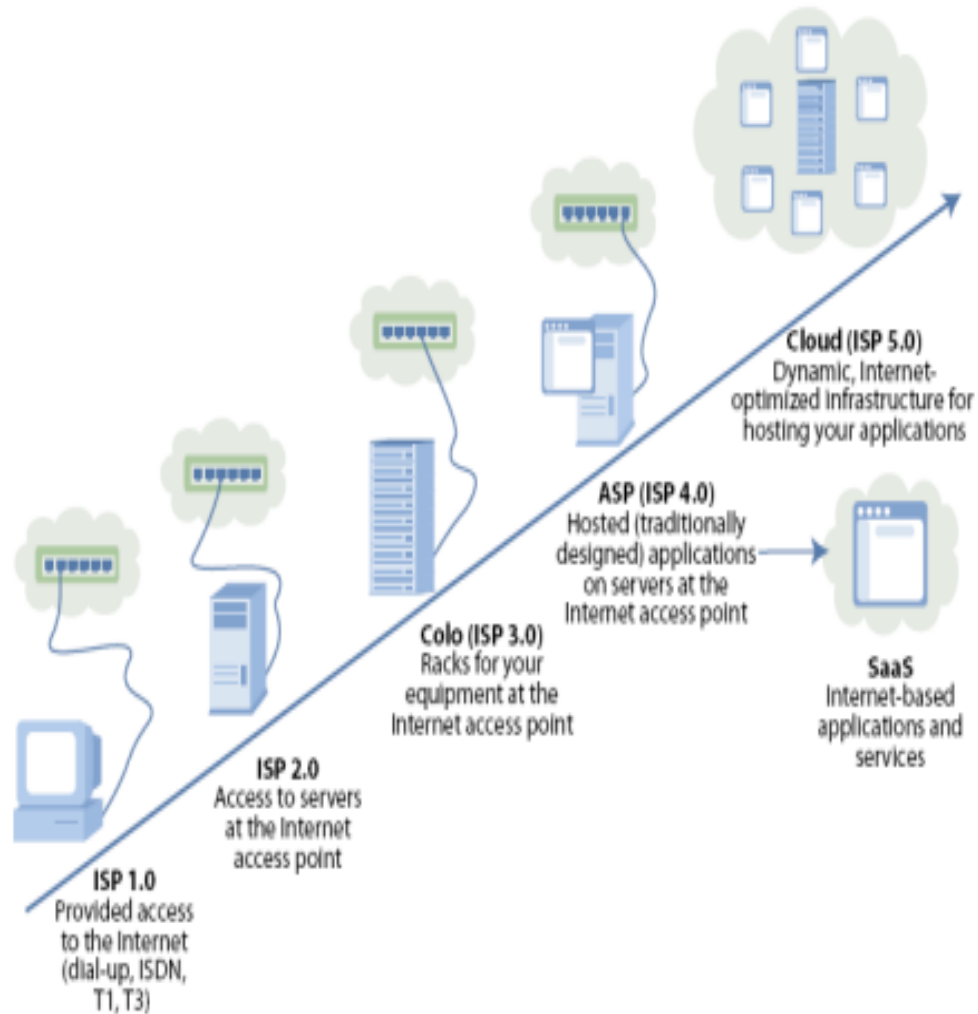 Cloud (ISP 5.0)
Dynamic, Internet-
optimized infrastructure for
hosting your applications
ASP (ISP 4.0)
Hosted (traditionally
designed) applications
on servers at the
Internet access point
SaaS
Internet-based
applications and
services
Colo (ISP 3.0)
Racks for your
equipment at the
Internet access point
ISP 2.0
Access to servers
at the Internet
access point
ISP 1.0
Provided access
to the Internet
(dial-up, ISDN,
T1, T3)